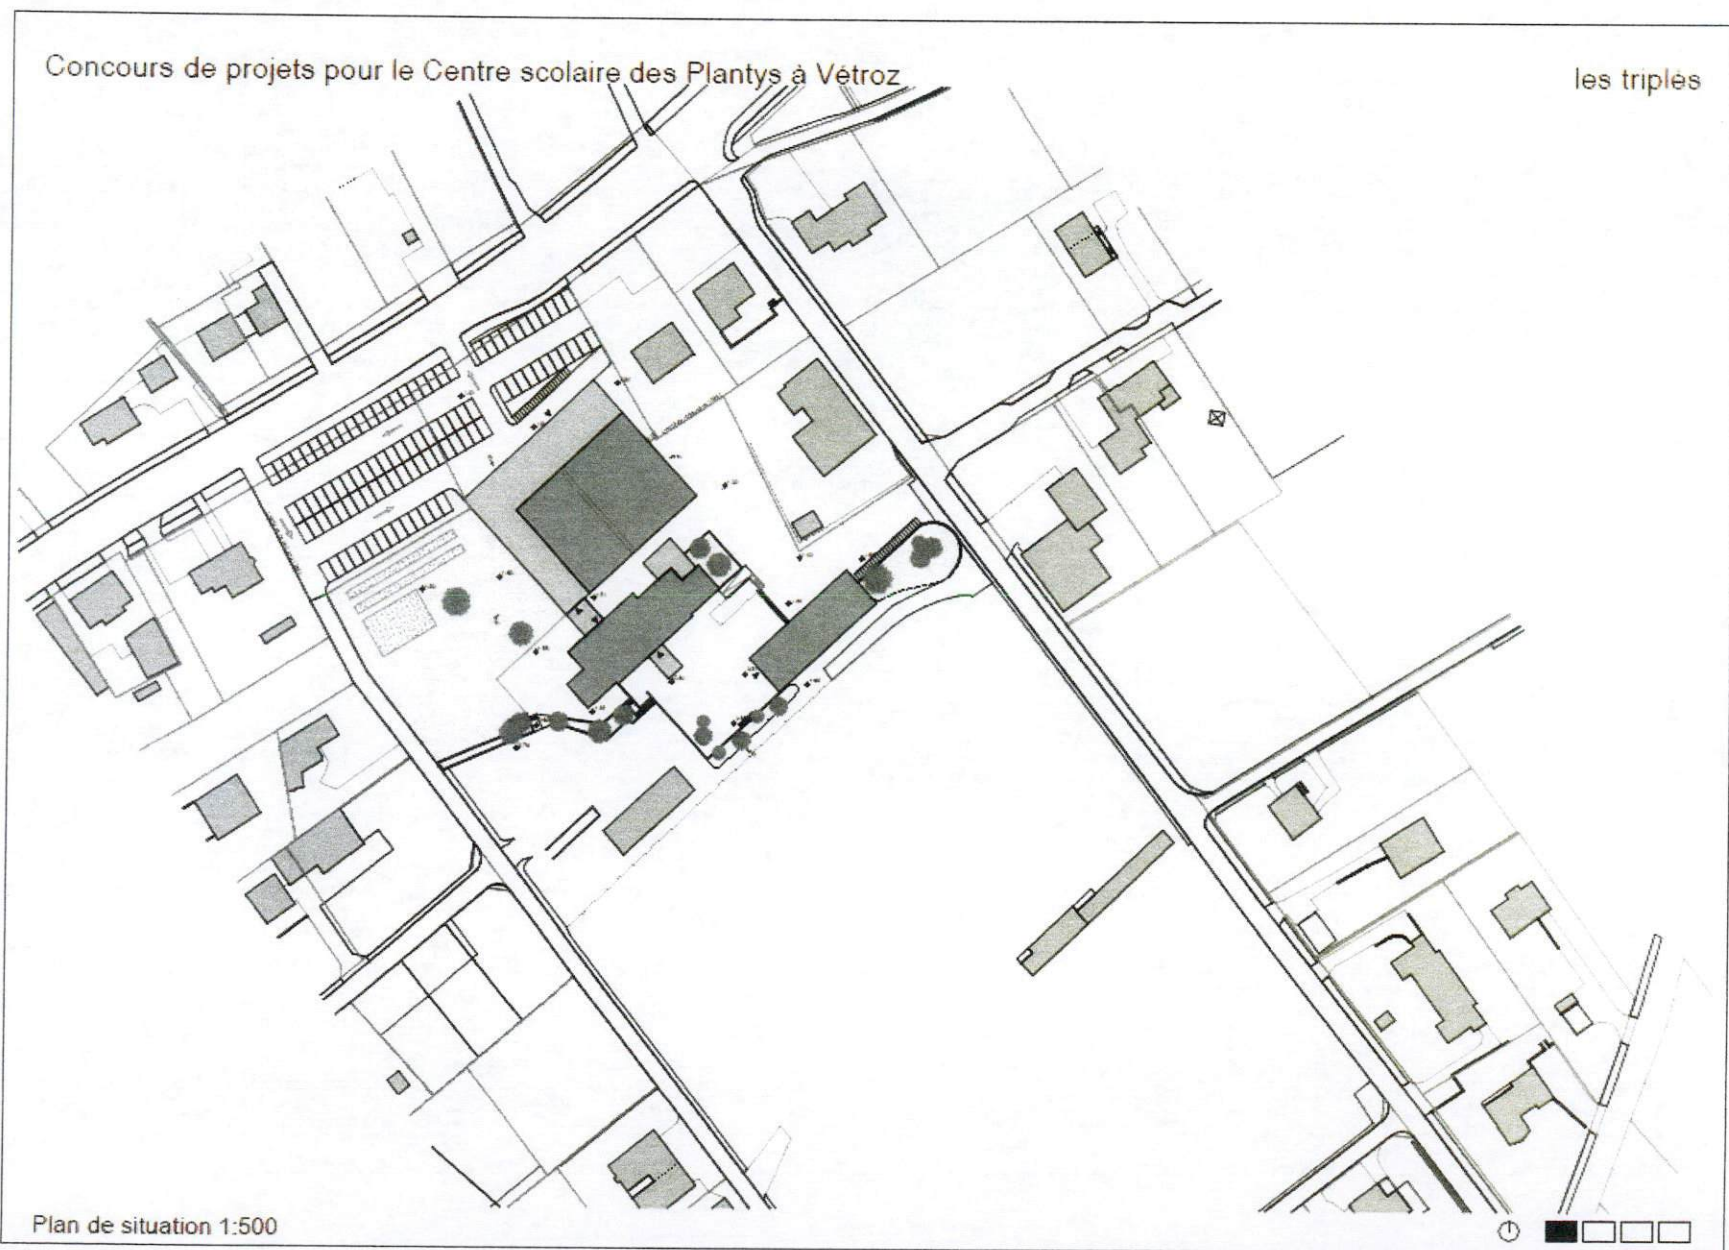 Concours de projets pour le Centre scolaire des Plantys à Vétroz
les triplés
Plan de situation 1:500